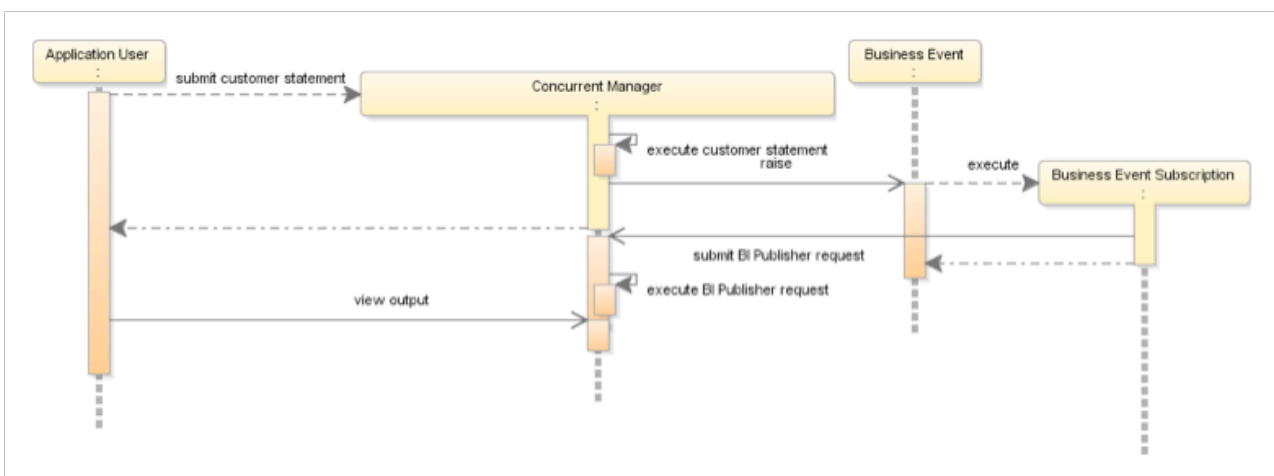 Application User
:
submit customer statement
Concurrent Manager
:
Business Event
:
execute customer statement
raise
execute
Business Event Subscription
:
submit BI Publisher request
execute BI Publisher request
view output